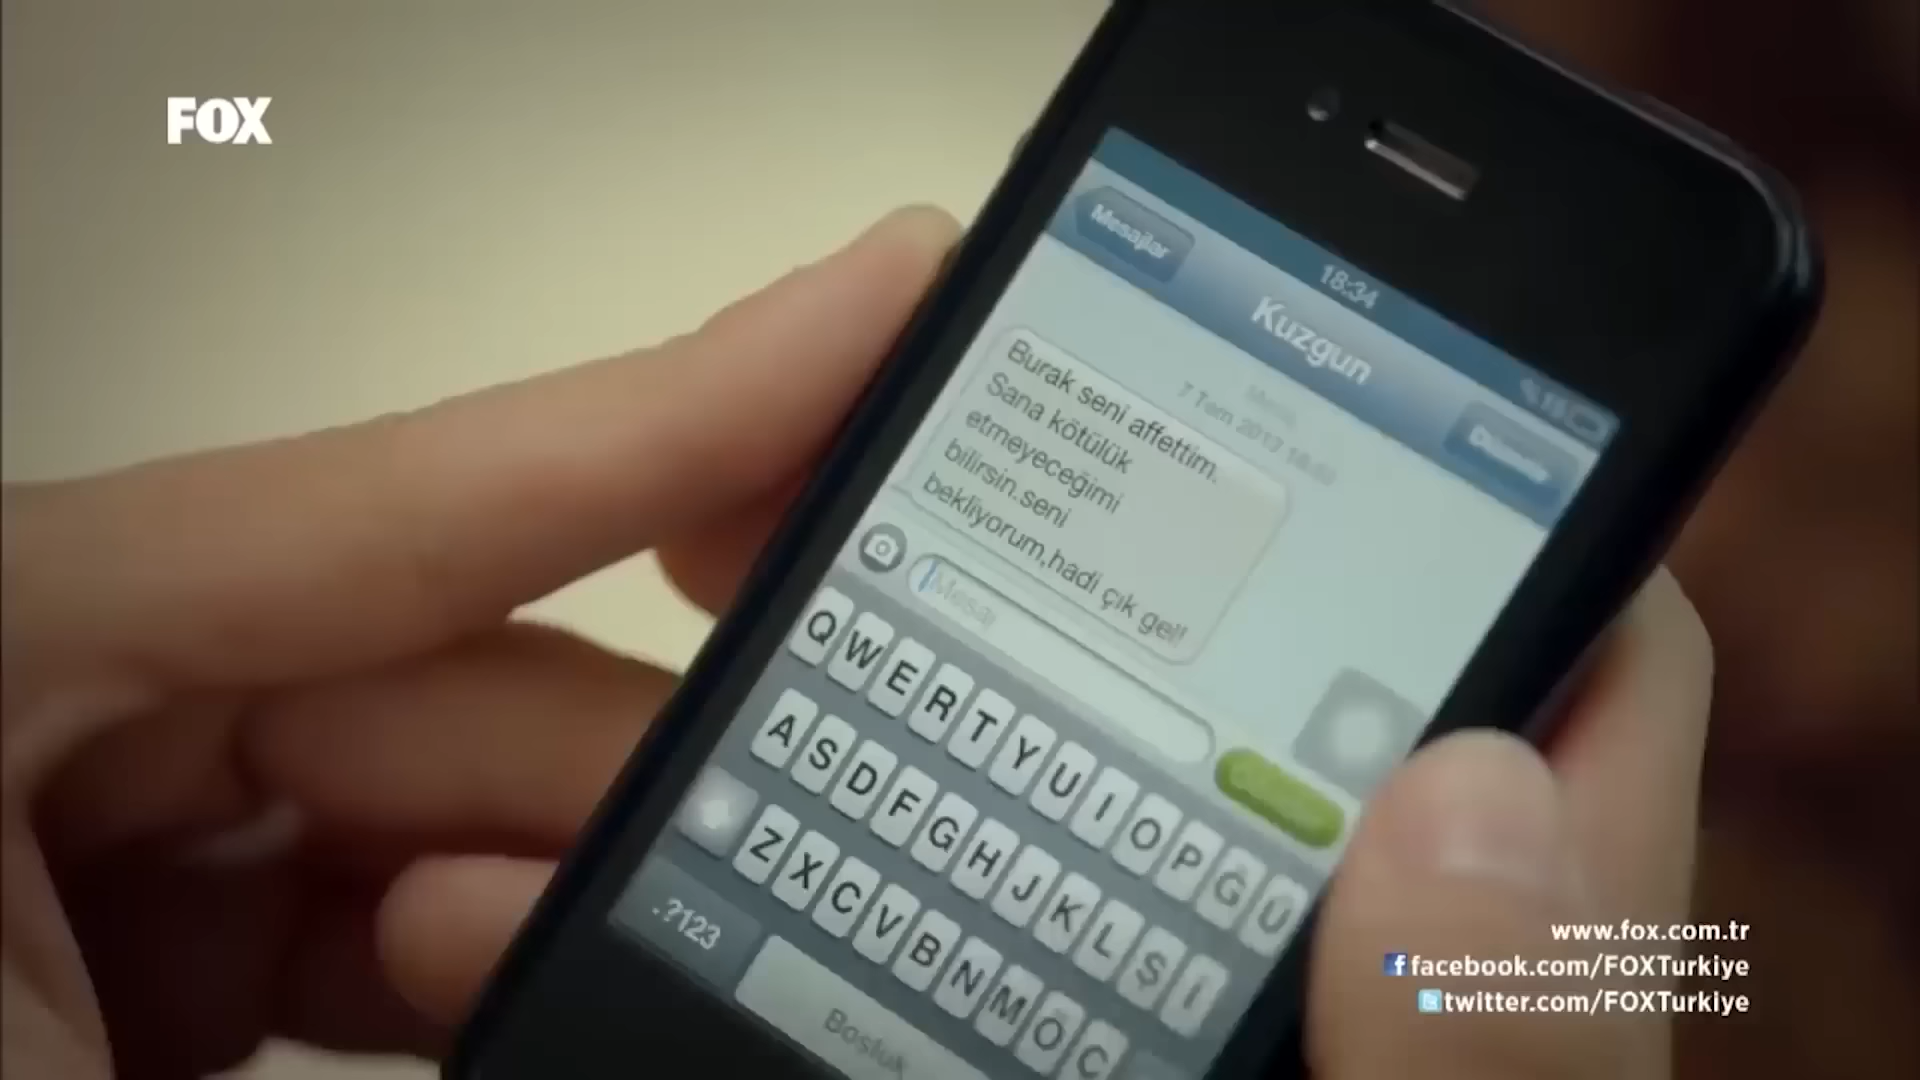 FOX
18:34
Mesajlar
Kuzgun
Düzenle
Burak seni affettim.
Sana kötülük
etmeyeceğimi
bilirsin.seni
bekliyorum,hadi çık gel!
Mesaj
Q W E R T Y U I O P Ğ Ü
A S D F G H J K L Ş İ
Z X C V B N M Ö Ç
.?123
Boşluk
www.fox.com.tr
facebook.com/FOXTurkiye
twitter.com/FOXTurkiye